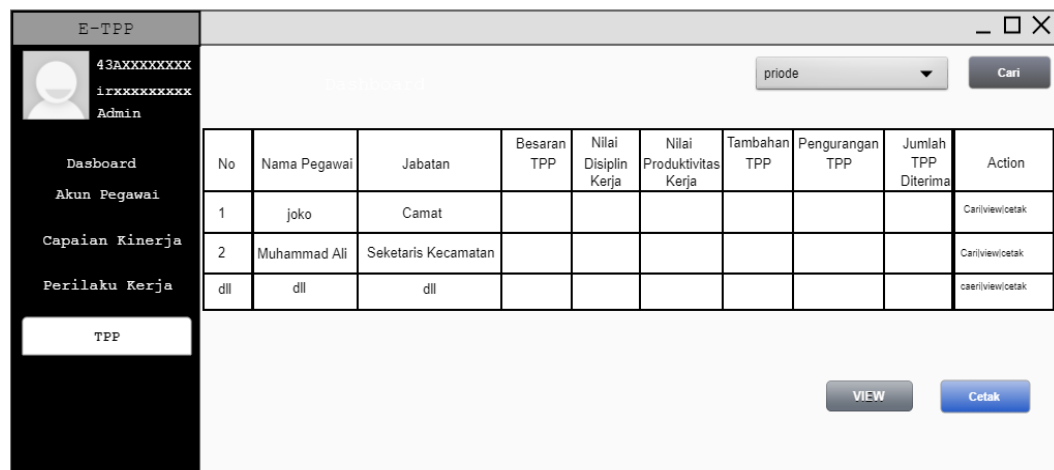 E-TPP
43AXXXXXXXX
irxxxxxxxxx
Admin
Dasboard
Akun Pegawai
Capaian Kinerja
Perilaku Kerja
TPP
priode
Cari
No
Nama Pegawai
Jabatan
Besaran
TPP
Nilai
Disiplin
Kerja
Nilai
Produktivitas
Kerja
Tambahan
TPP
Pengurangan
TPP
Jumlah
TPP
Diterima
Action
1 joko Camat Cari|view|cetak
2 Muhammad Ali Seketaris Kecamatan Cari|view|cetak
dll dll dll caeri|view|cetak
VIEW
Cetak